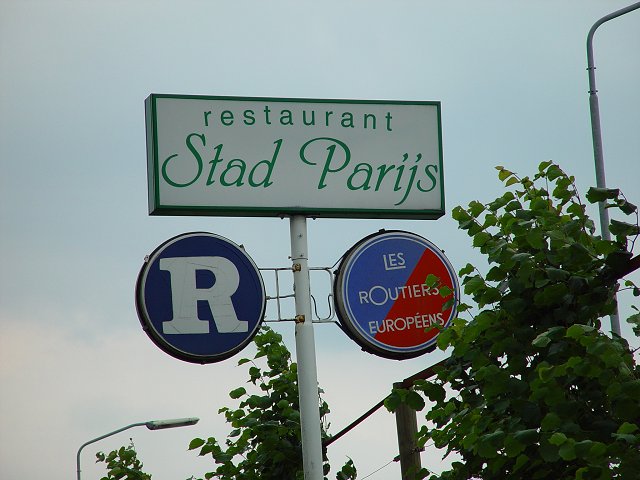 restaurant
Stad Parijs
R
LES
ROUTIERS
EUROPÉENS